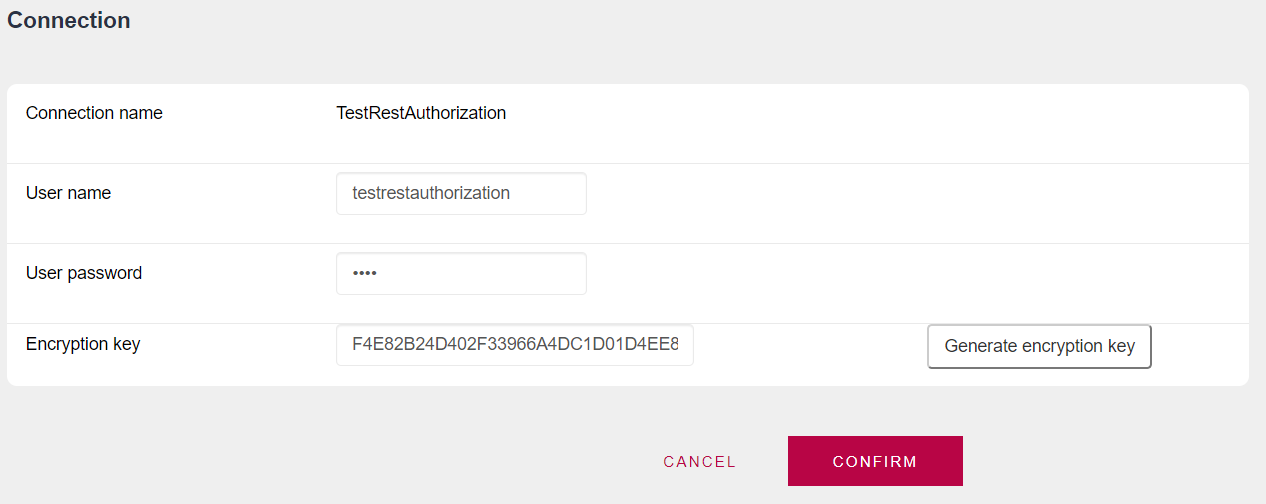 Connection
Connection name TestRestAuthorization
User name testrestauthorization
User password ••••
Encryption key F4E82B24D402F33966A4DC1D01D4EE8 Generate encryption key
CANCEL CONFIRM